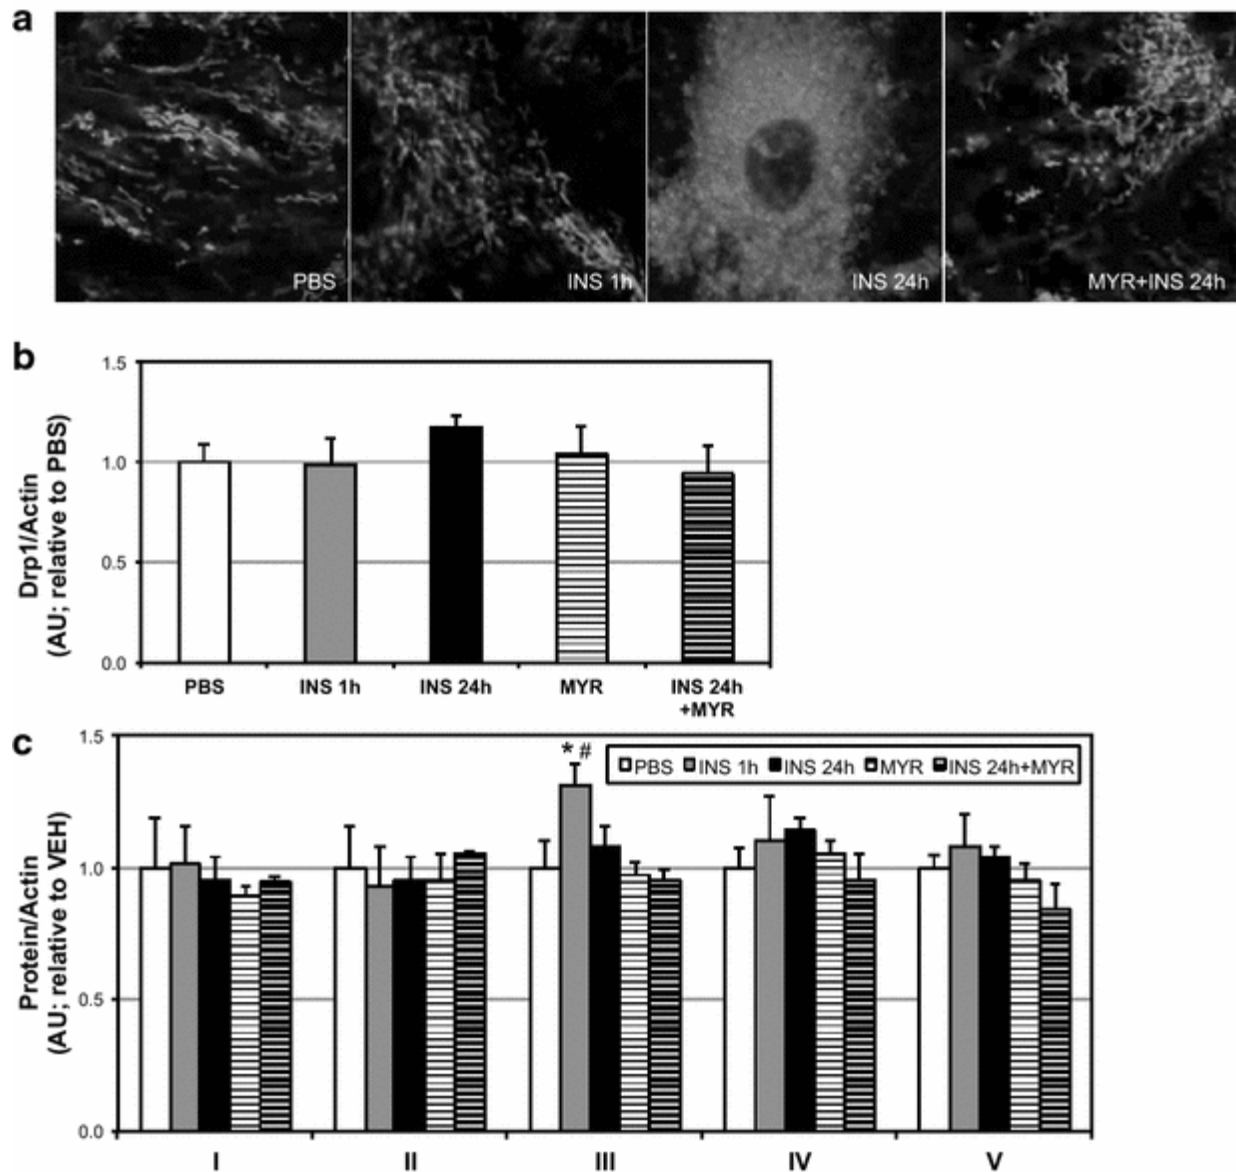 a
PBS
INS 1h
INS 24h
MYR+INS 24h
b
Drp1/Actin
(AU; relative to PBS)
1.5
1.0
0.5
0.0
PBS
INS 1h
INS 24h
MYR
INS 24h
+MYR
c
Protein/Actin
(AU; relative to VEH)
1.5
1.0
0.5
0.0
* #
PBS INS 1h INS 24h MYR INS 24h+MYR
I II III IV V